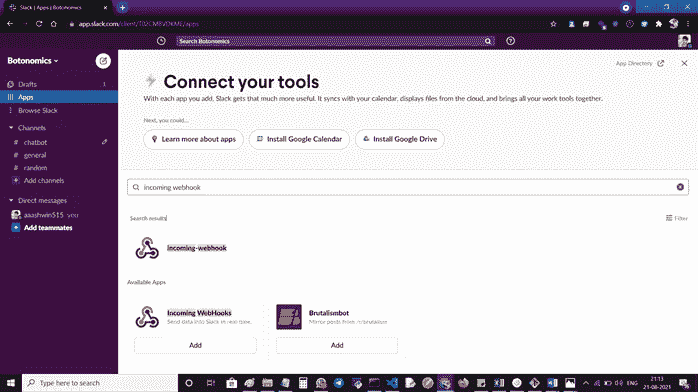 Slack | Apps | Botonomics
app.slack.com/client/
/apps
Search Botonomics
Botonomics
Drafts
Apps
Browse Slack
Channels
# chatbot
# general
# random
+ Add channels
Direct messages
aaashwin515 you
+ Add teammates
App Directory
Connect your tools
With each app you add, Slack gets that much more useful. It syncs with your calendar, displays files from the cloud, and brings all your work tools together.
Next, you could...
Learn more about apps
Install Google Calendar
Install Google Drive
incoming webhook
Search results
Filter
incoming-webhook
Available Apps
Incoming WebHooks
Send data into Slack in real-time.
Add
Brutalismbot
Mirror posts from /r/brutalism
Add
Type here to search
ENG
21:13
21-08-2021